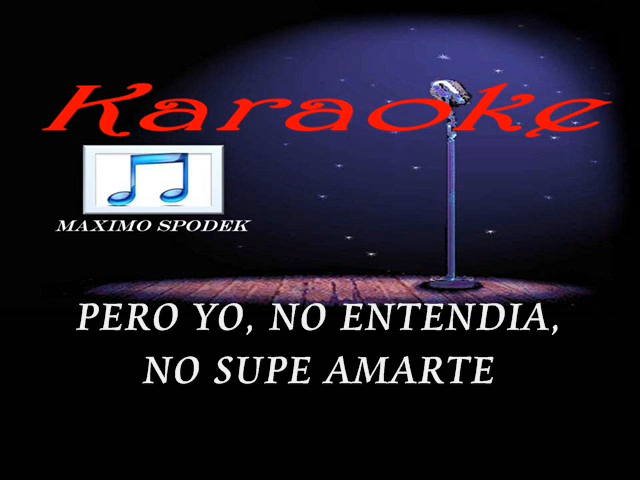 Karaoke
MAXIMO SPODEK
PERO YO, NO ENTENDIA,
NO SUPE AMARTE